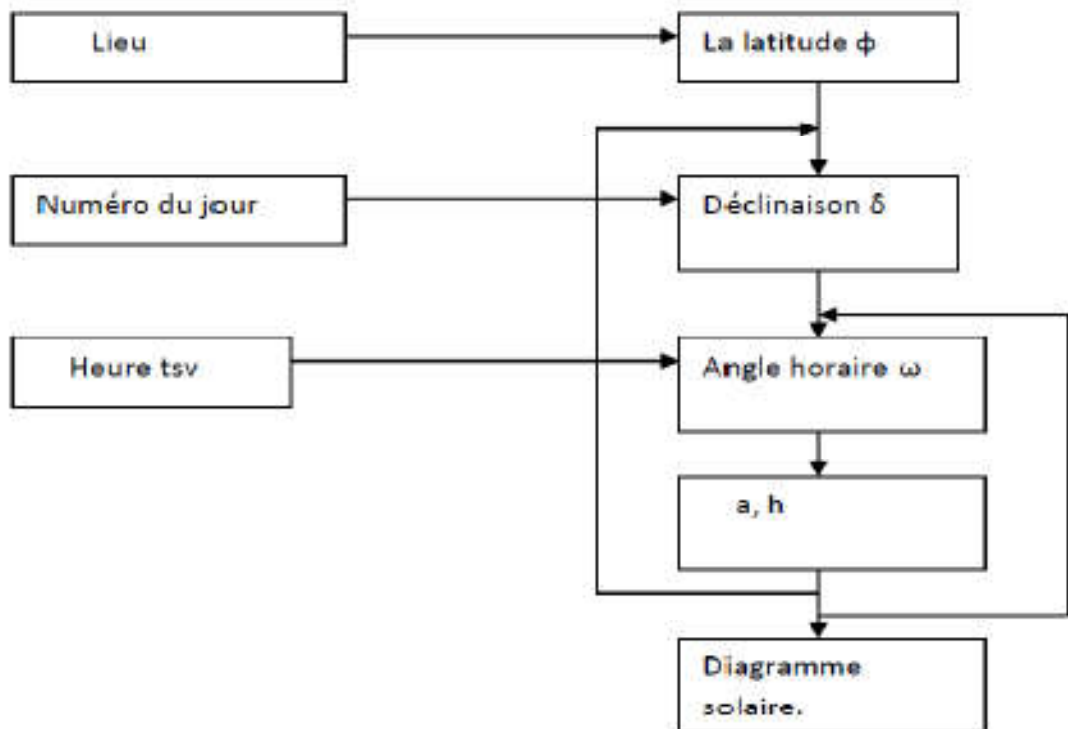 Lieu
La latitude ϕ
Numéro du jour
Déclinaison δ
Heure tsv
Angle horaire ω
a, h
Diagramme
solaire.